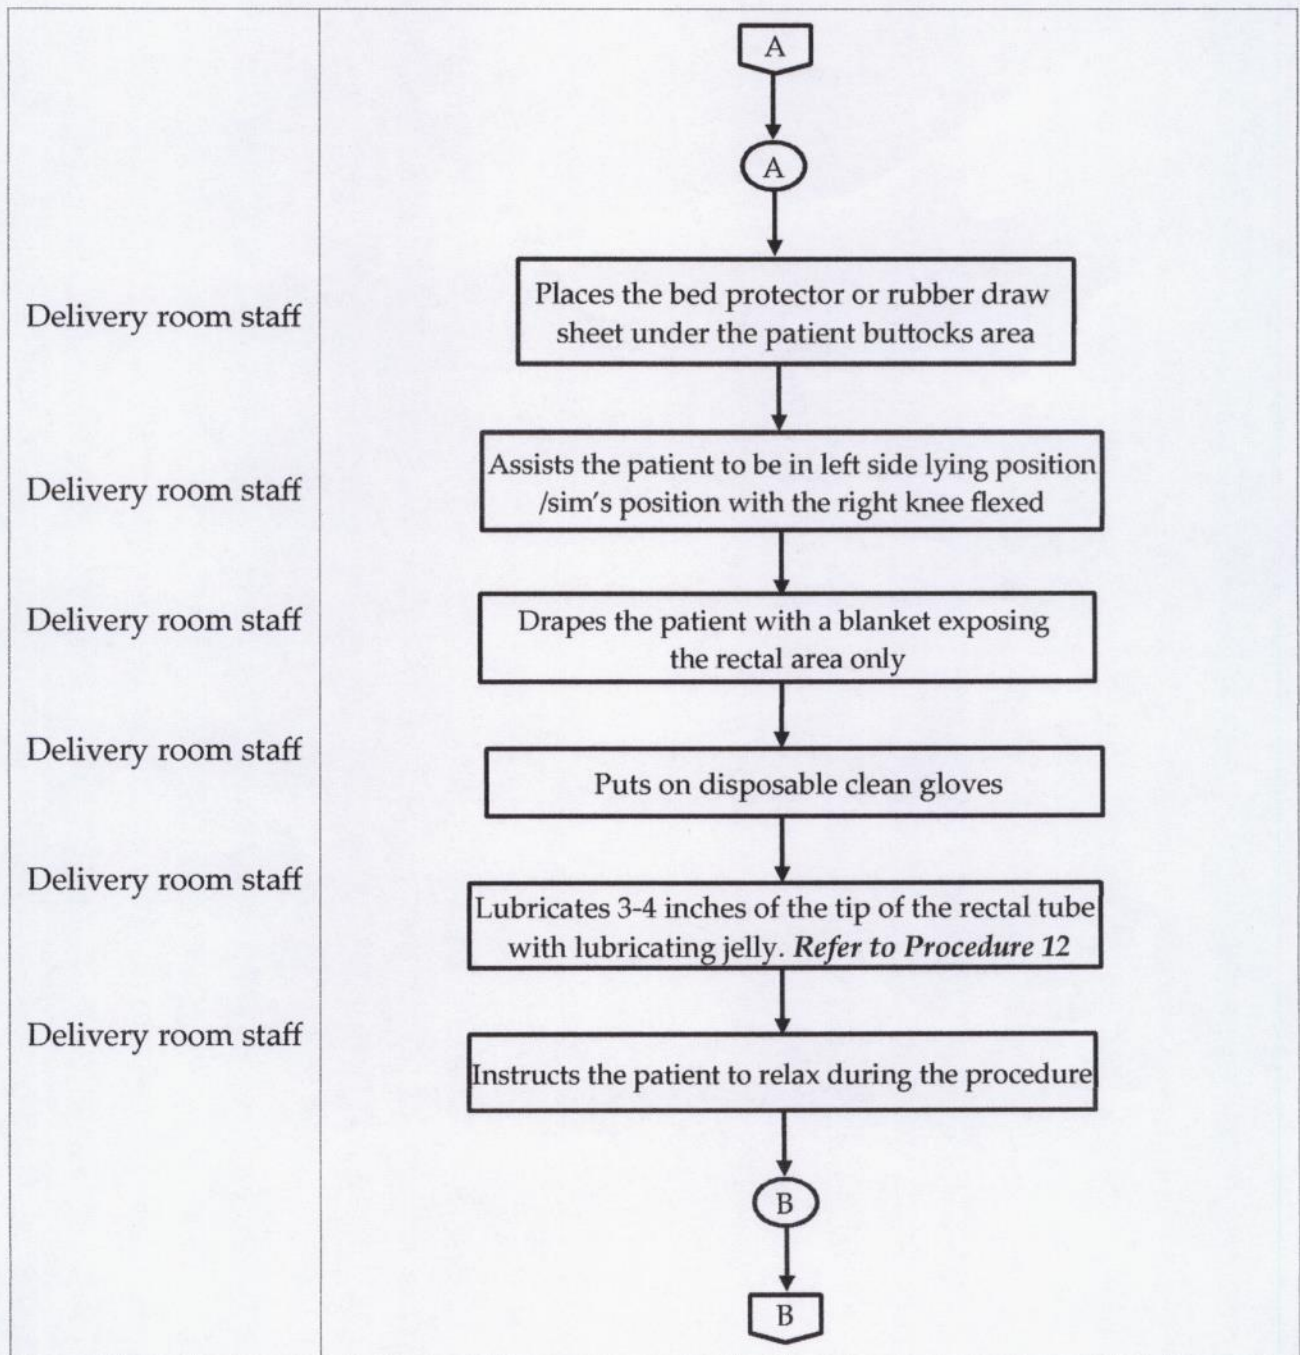 A
A
Delivery room staff
Places the bed protector or rubber draw
sheet under the patient buttocks area
Delivery room staff
Assists the patient to be in left side lying position
/sim's position with the right knee flexed
Delivery room staff
Drapes the patient with a blanket exposing
the rectal area only
Delivery room staff
Puts on disposable clean gloves
Delivery room staff
Lubricates 3-4 inches of the tip of the rectal tube
with lubricating jelly. Refer to Procedure 12
Delivery room staff
Instructs the patient to relax during the procedure
B
B